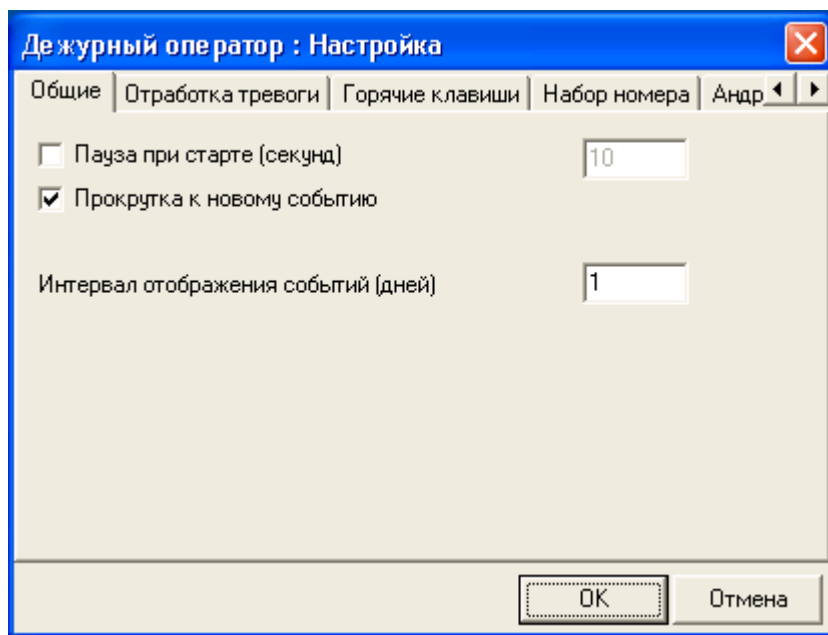 Дежурный оператор : Настройка
Общие Отработка тревоги Горячие клавиши Набор номера Андр
Пауза при старте (секунд) 10
Прокрутка к новому событию
Интервал отображения событий (дней) 1
OK Отмена